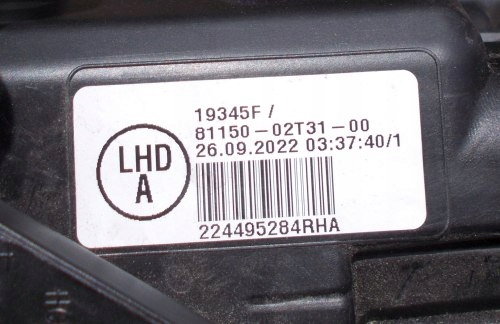 19345F /
81150-02T31-00
26.09.2022 03:37:40/1
LHD
A
224495284RHA